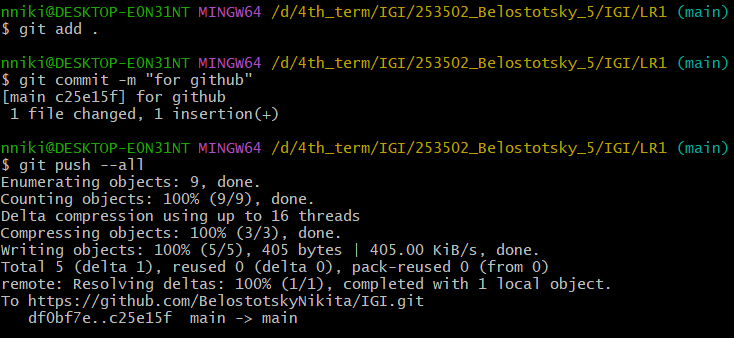 nniki@DESKTOP-E0N31NT MINGW64 /d/4th_term/IGI/253502_Belostotsky_5/IGI/LR1 (main)
$ git add .
nniki@DESKTOP-E0N31NT MINGW64 /d/4th_term/IGI/253502_Belostotsky_5/IGI/LR1 (main)
$ git commit -m "for github"
[main c25e15f] for github
 1 file changed, 1 insertion(+)
nniki@DESKTOP-E0N31NT MINGW64 /d/4th_term/IGI/253502_Belostotsky_5/IGI/LR1 (main)
$ git push --all
Enumerating objects: 9, done.
Counting objects: 100% (9/9), done.
Delta compression using up to 16 threads
Compressing objects: 100% (3/3), done.
Writing objects: 100% (5/5), 405 bytes | 405.00 KiB/s, done.
Total 5 (delta 1), reused 0 (delta 0), pack-reused 0 (from 0)
remote: Resolving deltas: 100% (1/1), completed with 1 local object.
To https://github.com/BelostotskyNikita/IGI.git
   df0bf7e..c25e15f  main -> main